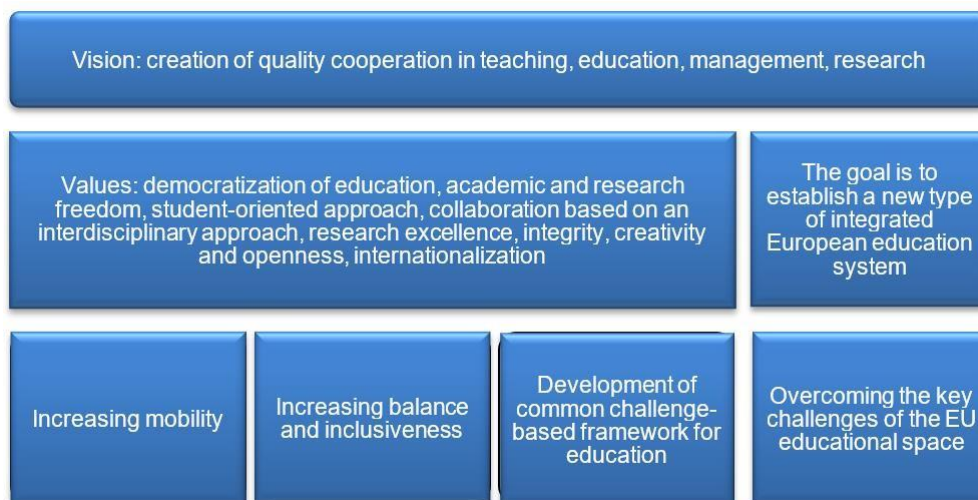 Vision: creation of quality cooperation in teaching, education, management, research
Values: democratization of education, academic and research
freedom, student-oriented approach, collaboration based on an
interdisciplinary approach, research excellence, integrity, creativity
and openness, internationalization
The goal is to
establish a new type
of integrated
European education
system
Increasing mobility
Increasing balance
and inclusiveness
Development of
common challenge-
based framework for
education
Overcoming the key
challenges of the EU
educational space